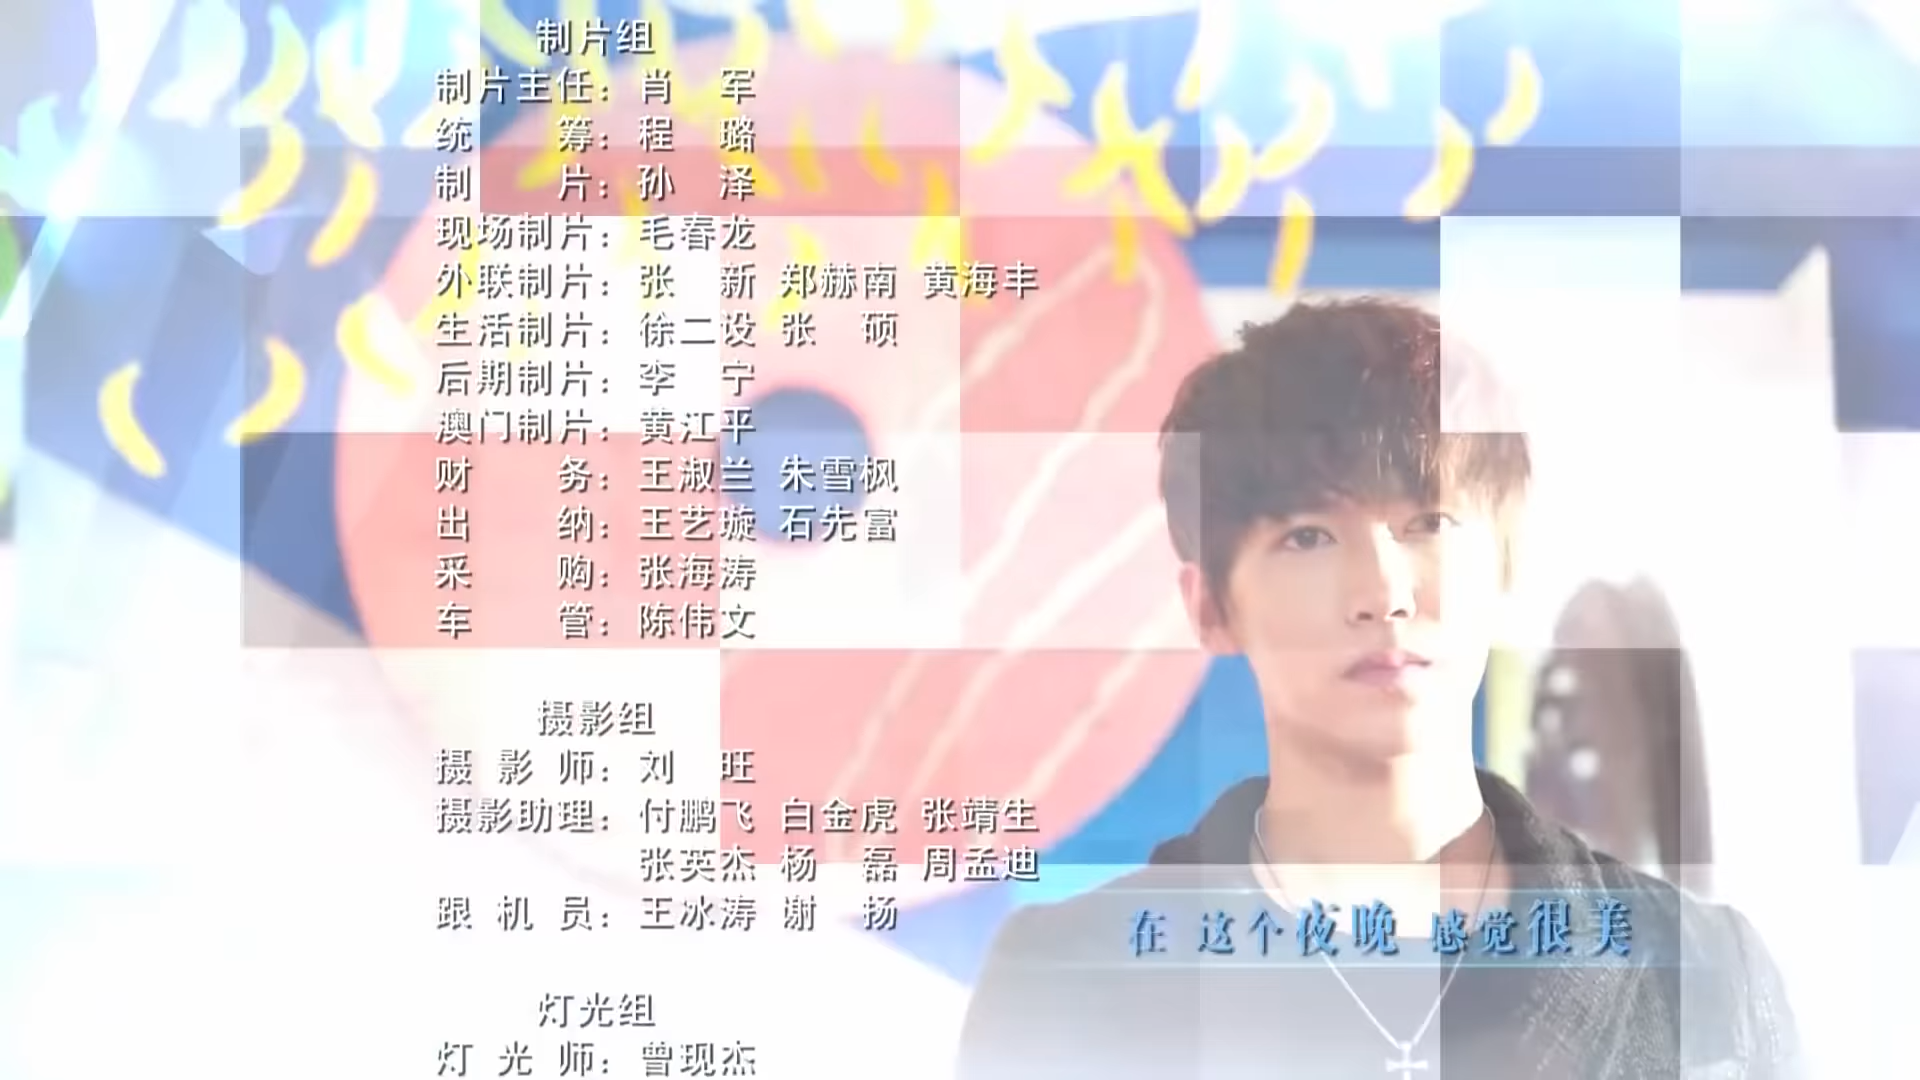 制片组
制片主任：肖　军
统　　筹：程　璐
制　　片：孙　泽
现场制片：毛春龙
外联制片：张　新 郑赫南 黄海丰
生活制片：徐二设 张　硕
后期制片：李　宁
澳门制片：黄江平
财　　务：王淑兰 朱雪枫
出　　纳：王艺璇 石先富
采　　购：张海涛
车　　管：陈伟文
摄影组
摄 影 师：刘　旺
摄影助理：付鹏飞 白金虎 张靖生
张英杰 杨　磊 周孟迪
跟 机 员：王冰涛 谢　扬
在 这个夜晚 感觉很美
灯光组
灯 光 师：曾现杰